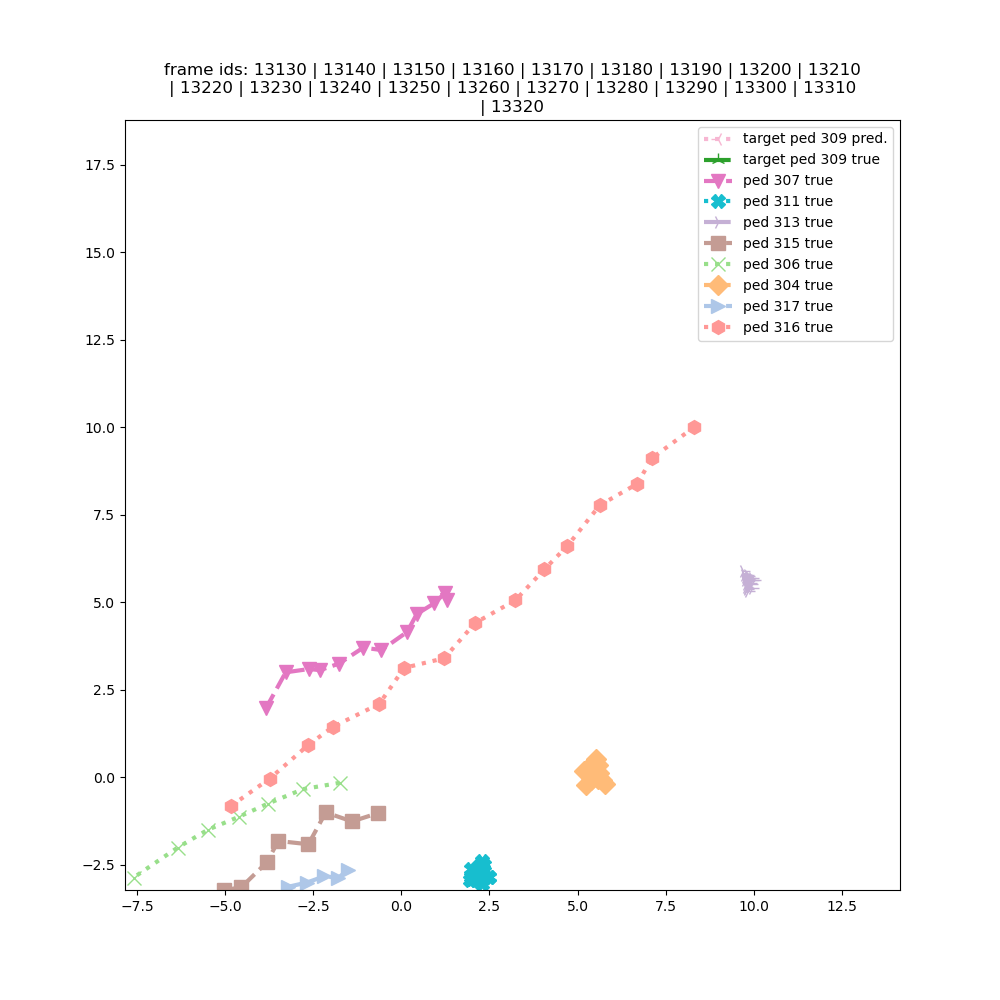 frame ids: 13130 | 13140 | 13150 | 13160 | 13170 | 13180 | 13190 | 13200 | 13210
| 13220 | 13230 | 13240 | 13250 | 13260 | 13270 | 13280 | 13290 | 13300 | 13310
| 13320
target ped 309 pred.
target ped 309 true
ped 307 true
ped 311 true
ped 313 true
ped 315 true
ped 306 true
ped 304 true
ped 317 true
ped 316 true
17.5
15.0
12.5
10.0
7.5
5.0
2.5
0.0
−2.5
−7.5 −5.0 −2.5 0.0 2.5 5.0 7.5 10.0 12.5